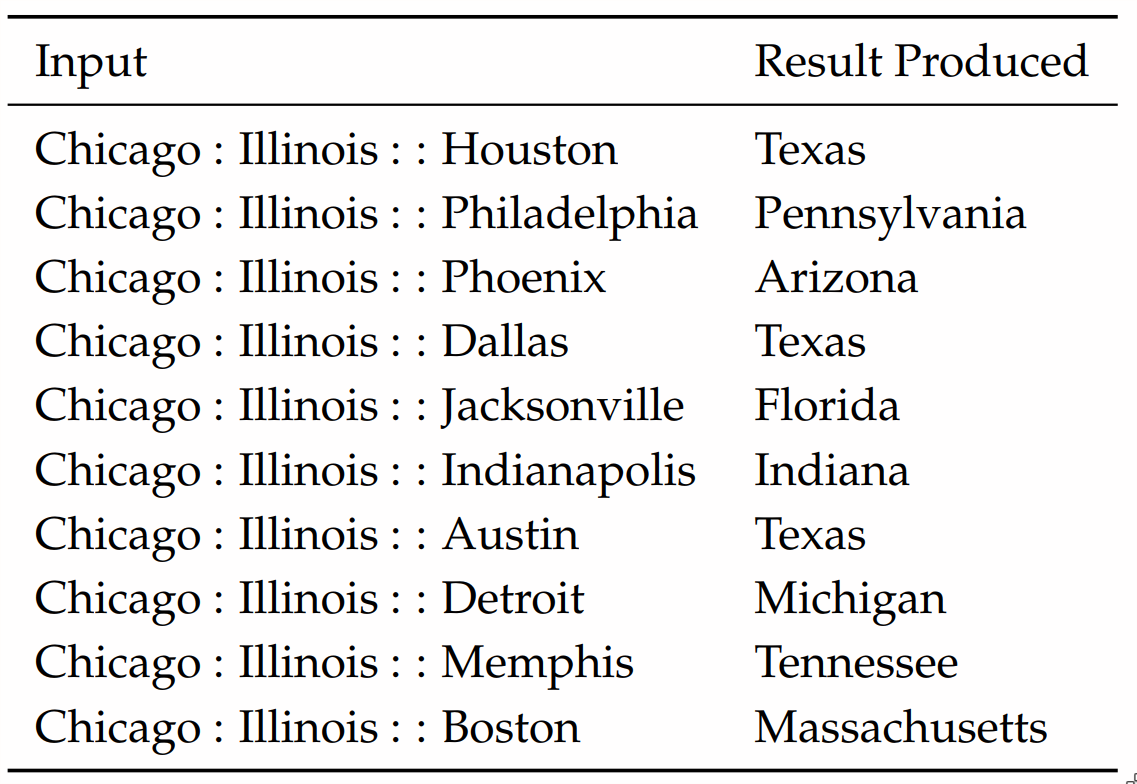 Input Result Produced
Chicago : Illinois : : Houston Texas
Chicago : Illinois : : Philadelphia Pennsylvania
Chicago : Illinois : : Phoenix Arizona
Chicago : Illinois : : Dallas Texas
Chicago : Illinois : : Jacksonville Florida
Chicago : Illinois : : Indianapolis Indiana
Chicago : Illinois : : Austin Texas
Chicago : Illinois : : Detroit Michigan
Chicago : Illinois : : Memphis Tennessee
Chicago : Illinois : : Boston Massachusetts